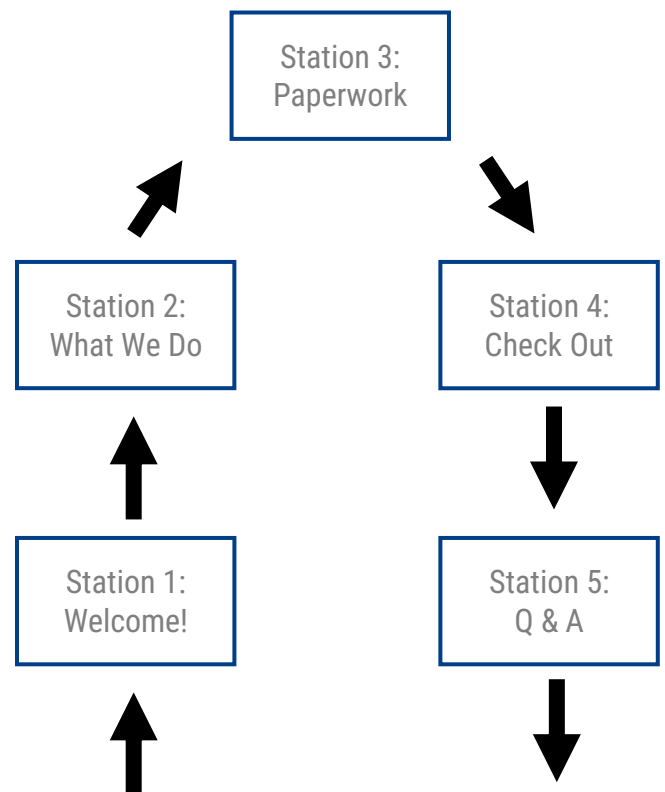 Station 3:
Paperwork
Station 2:
What We Do
Station 4:
Check Out
Station 1:
Welcome!
Station 5:
Q & A